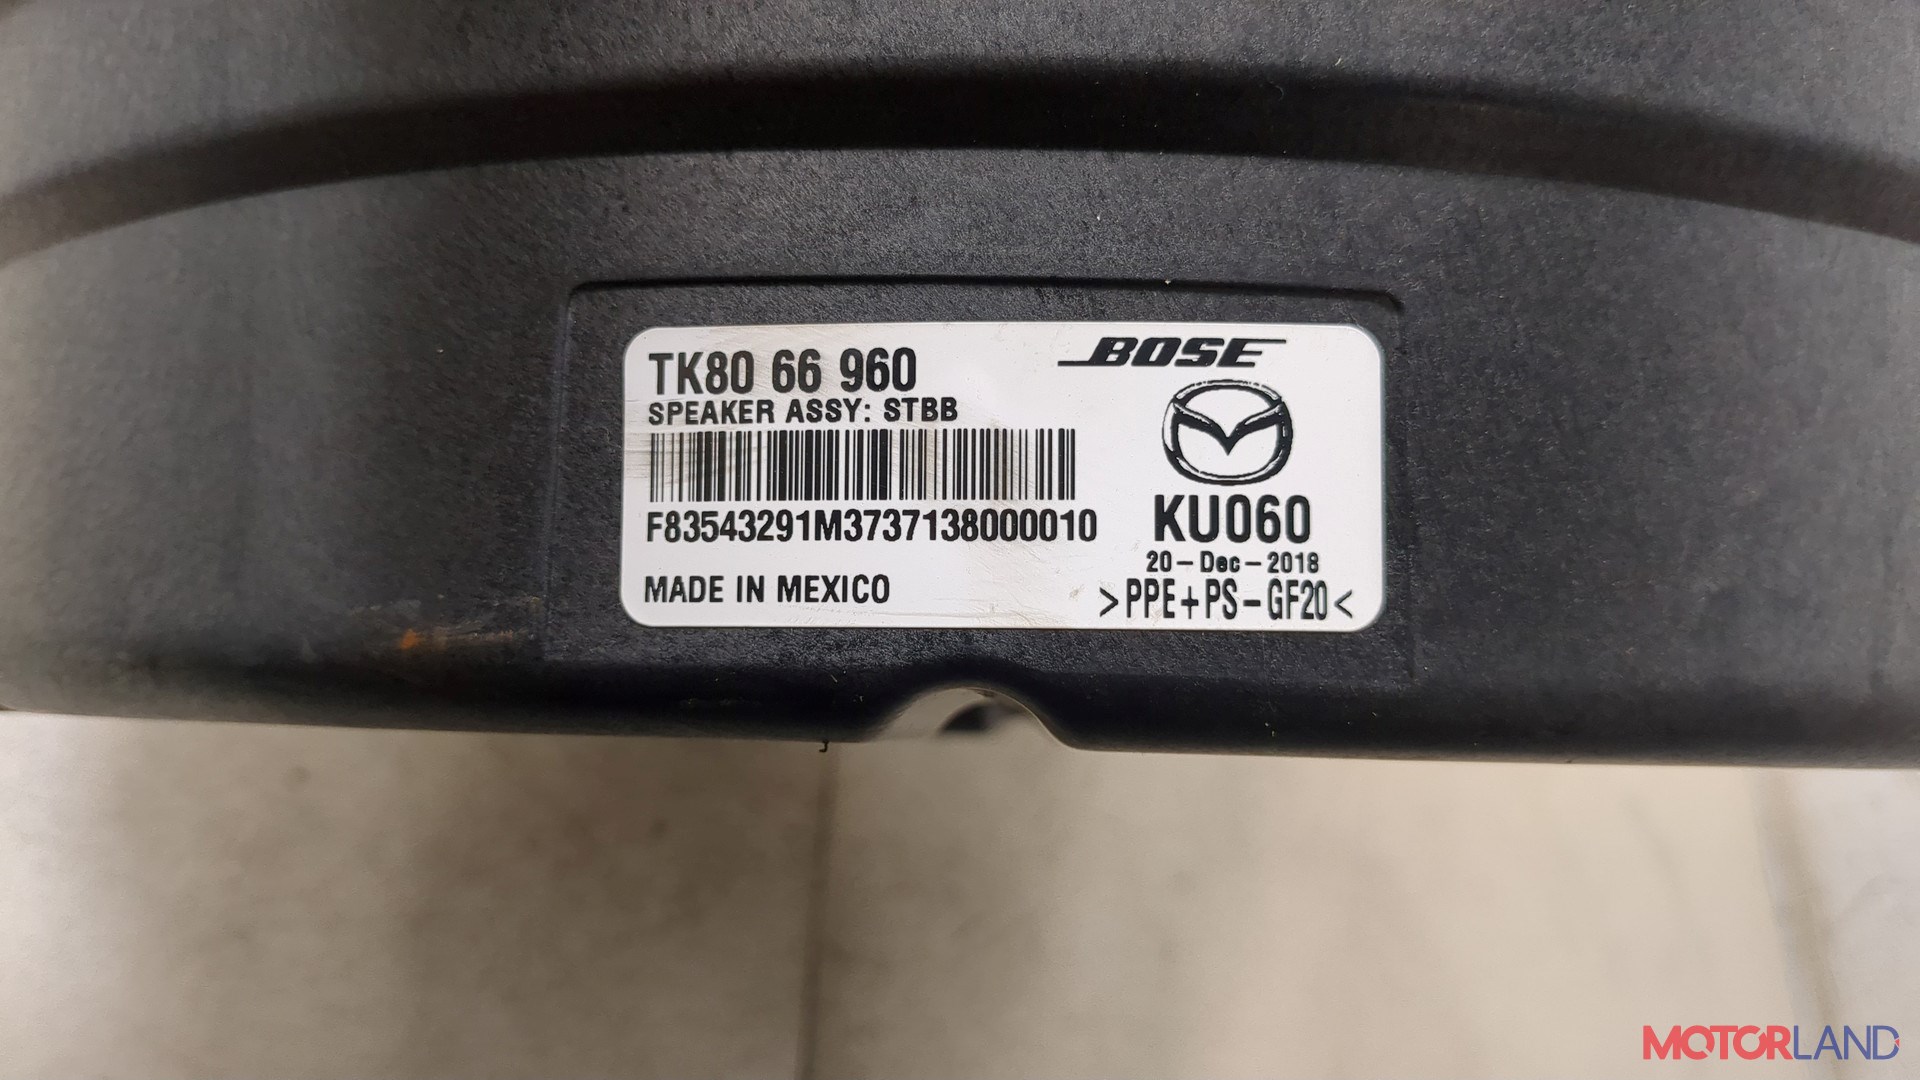 TK80 66 960
BOSE
SPEAKER ASSY: STBB
F83543291M3737138000010
KU060
20-Dec-2018
MADE IN MEXICO
>PPE+PS-GF20<
MOTORLAND